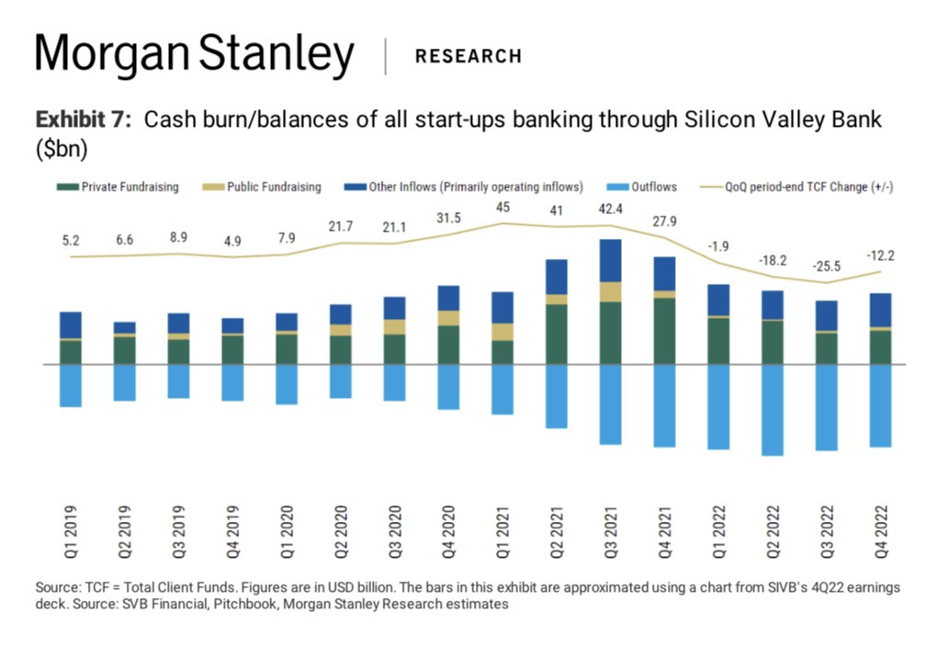 Morgan Stanley | RESEARCH
Exhibit 7: Cash burn/balances of all start-ups banking through Silicon Valley Bank
($bn)
Private Fundraising Public Fundraising Other Inflows (Primarily operating inflows) Outflows QoQ period-end TCF Change (+/-)
5.2 6.6 8.9 4.9 7.9 21.7 21.1 31.5 45 41 42.4 27.9 -1.9 -18.2 -25.5 -12.2
Q1 2019 Q2 2019 Q3 2019 Q4 2019 Q1 2020 Q2 2020 Q3 2020 Q4 2020 Q1 2021 Q2 2021 Q3 2021 Q4 2021 Q1 2022 Q2 2022 Q3 2022 Q4 2022
Source: TCF = Total Client Funds. Figures are in USD billion. The bars in this exhibit are approximated using a chart from SIVB's 4Q22 earnings
deck. Source: SVB Financial, Pitchbook, Morgan Stanley Research estimates